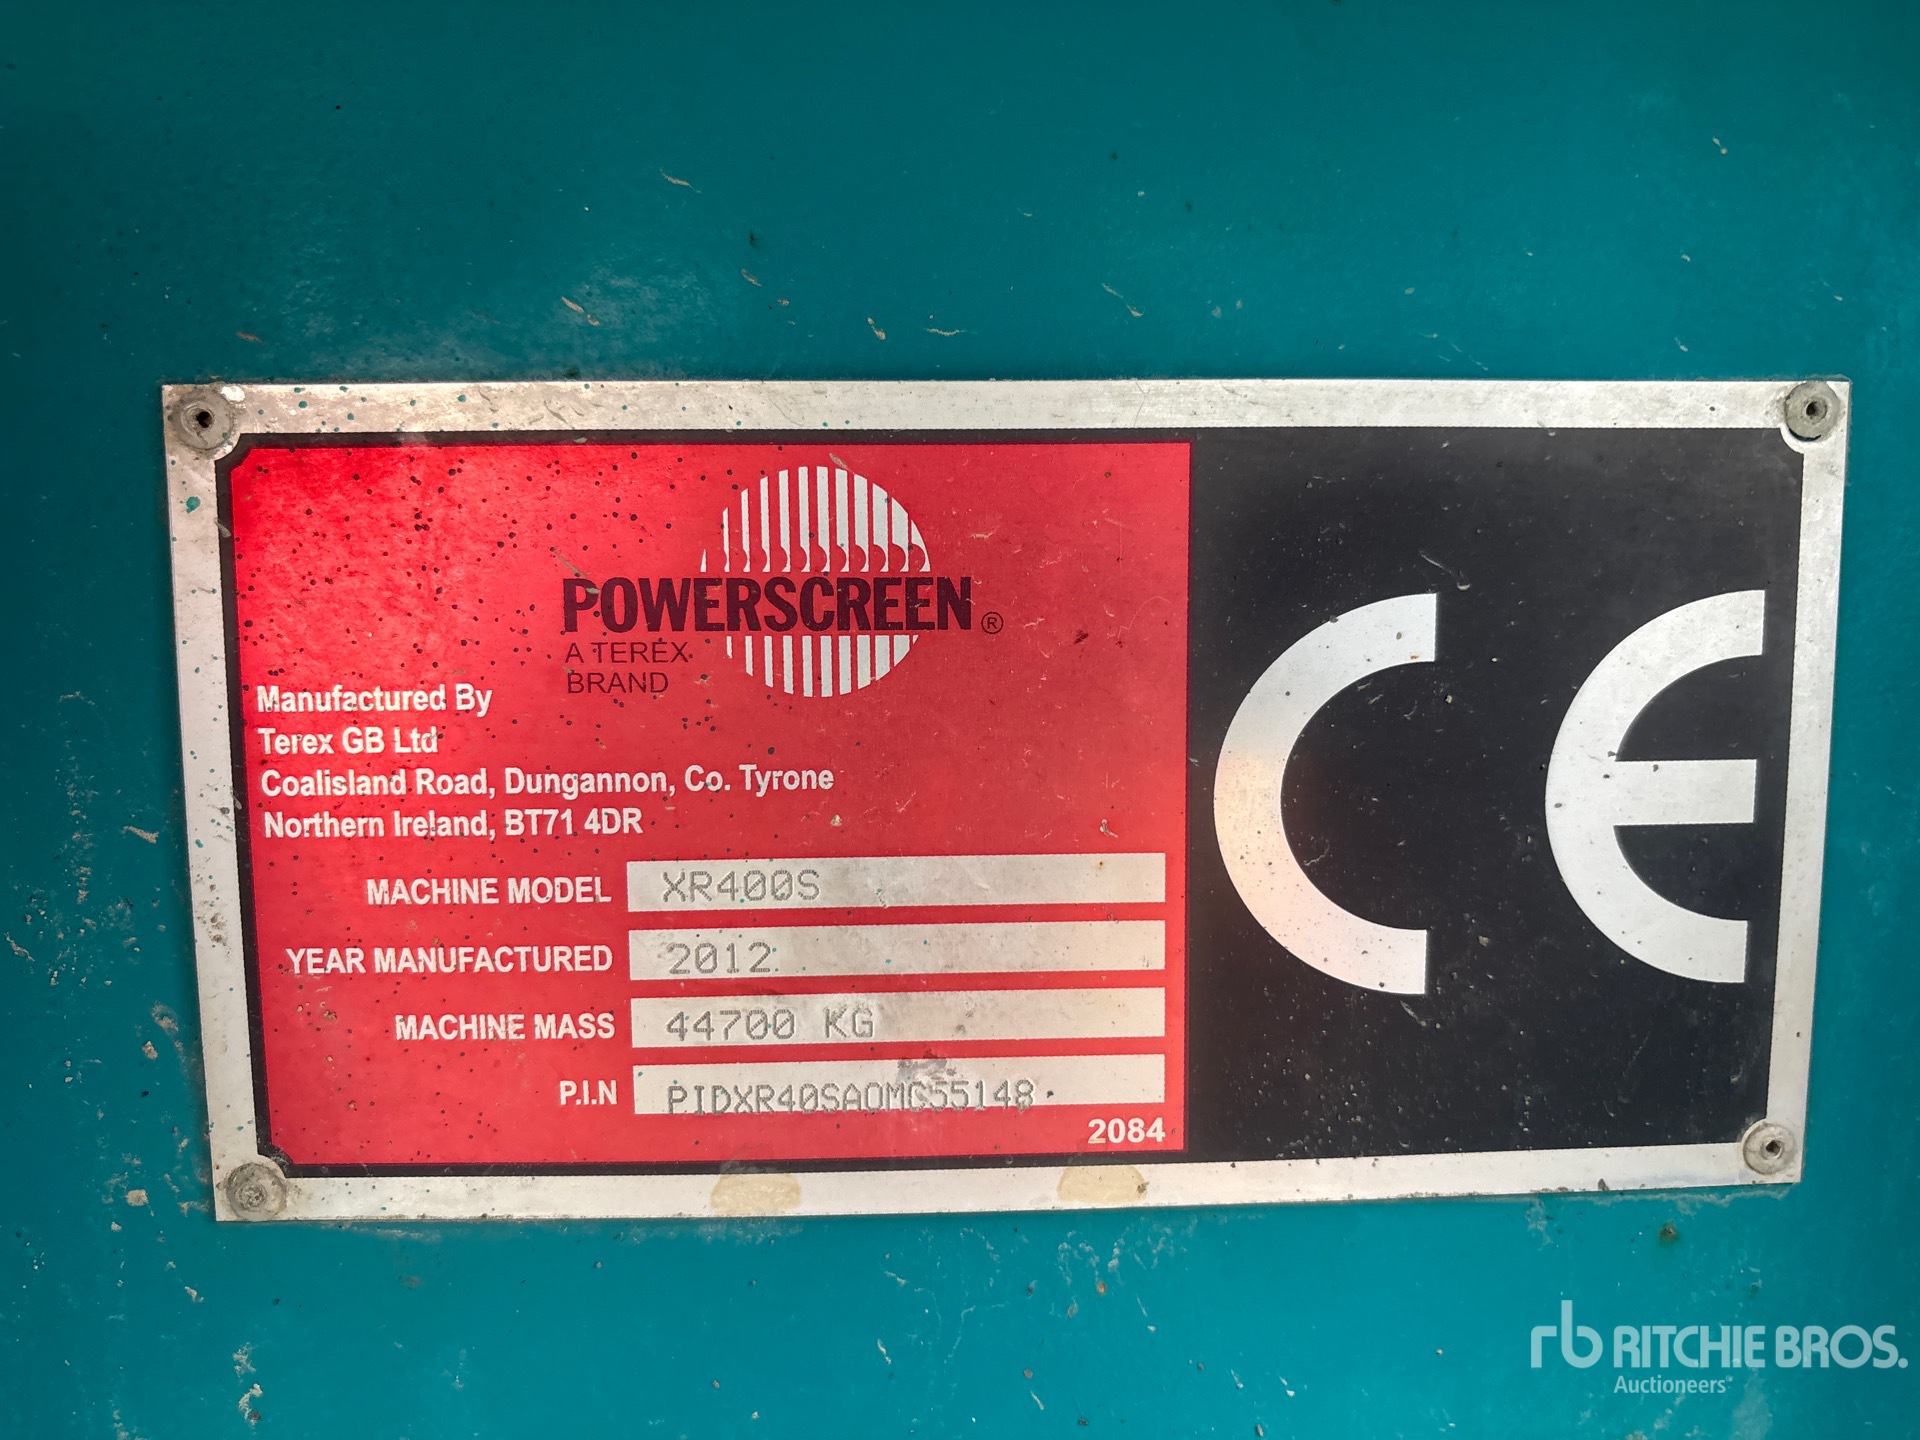 POWERSCREEN ®
A TEREX
BRAND
Manufactured By
Terex GB Ltd
Coalisland Road, Dungannon, Co. Tyrone
Northern Ireland, BT71 4DR
MACHINE MODEL XR400S
YEAR MANUFACTURED 2012
MACHINE MASS 44700 KG
P.I.N PIDXR40SAOMG55148
2084
CE
rb RITCHIE BROS.
Auctioneers